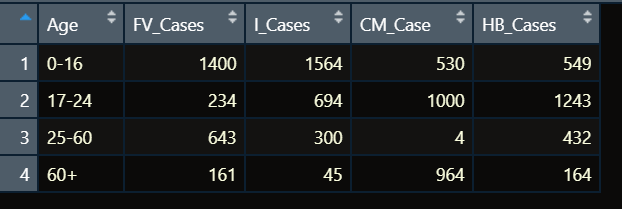 Age FV_Cases I_Cases CM_Case HB_Cases
1 0-16 1400 1564 530 549
2 17-24 234 694 1000 1243
3 25-60 643 300 4 432
4 60+ 161 45 964 164